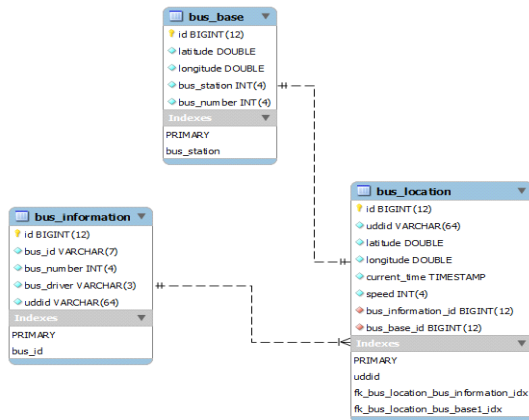 bus_base
id BIGINT(12)
latitude DOUBLE
longitude DOUBLE
bus_station INT(4)
bus_number INT(4)
Indexes
PRIMARY
bus_station
bus_information
id BIGINT(12)
bus_id VARCHAR(7)
bus_number INT(4)
bus_driver VARCHAR(3)
uddid VARCHAR(64)
Indexes
PRIMARY
bus_id
bus_location
id BIGINT(12)
uddid VARCHAR(64)
latitude DOUBLE
longitude DOUBLE
current_time TIMESTAMP
speed INT(4)
bus_information_id BIGINT(12)
bus_base_id BIGINT(12)
Indexes
PRIMARY
uddid
fk_bus_location_bus_information_idx
fk_bus_location_bus_base1_idx